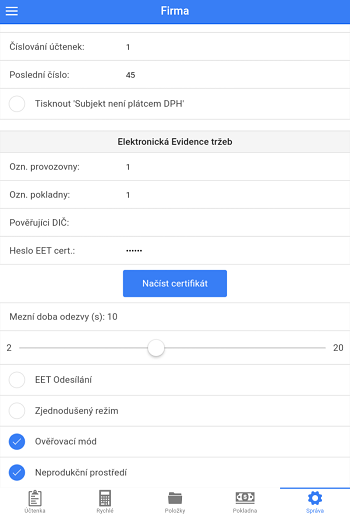 Firma
Číslování účtenek: 1
Poslední číslo: 45
Tisknout 'Subjekt není plátcem DPH'
Elektronická Evidence tržeb
Ozn. provozovny: 1
Ozn. pokladny: 1
Pověřující DIČ:
Heslo EET cert.: ••••••
Načíst certifikát
Mezní doba odezvy (s): 10
2 20
EET Odesílání
Zjednodušený režim
Ověřovací mód
Neprodukční prostředí
Účtenka Rychlé Položky Pokladna Správa